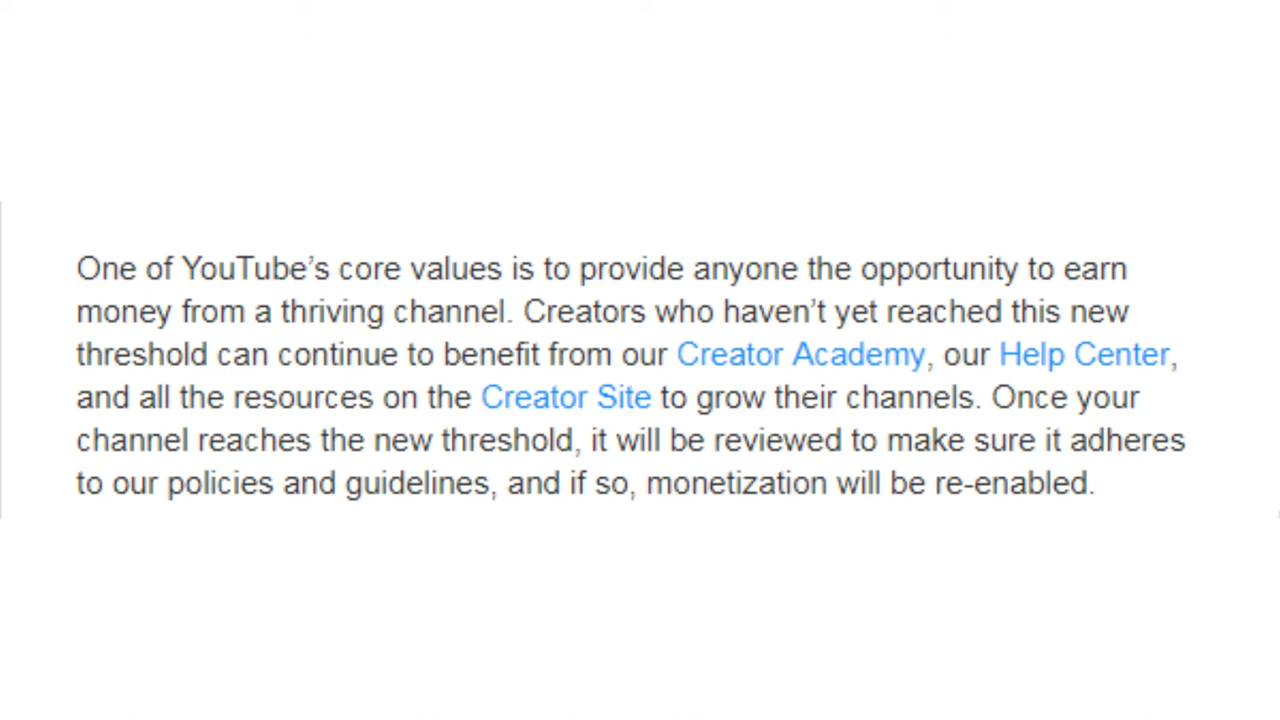 One of YouTube’s core values is to provide anyone the opportunity to earn
money from a thriving channel. Creators who haven’t yet reached this new
threshold can continue to benefit from our Creator Academy, our Help Center,
and all the resources on the Creator Site to grow their channels. Once your
channel reaches the new threshold, it will be reviewed to make sure it adheres
to our policies and guidelines, and if so, monetization will be re-enabled.